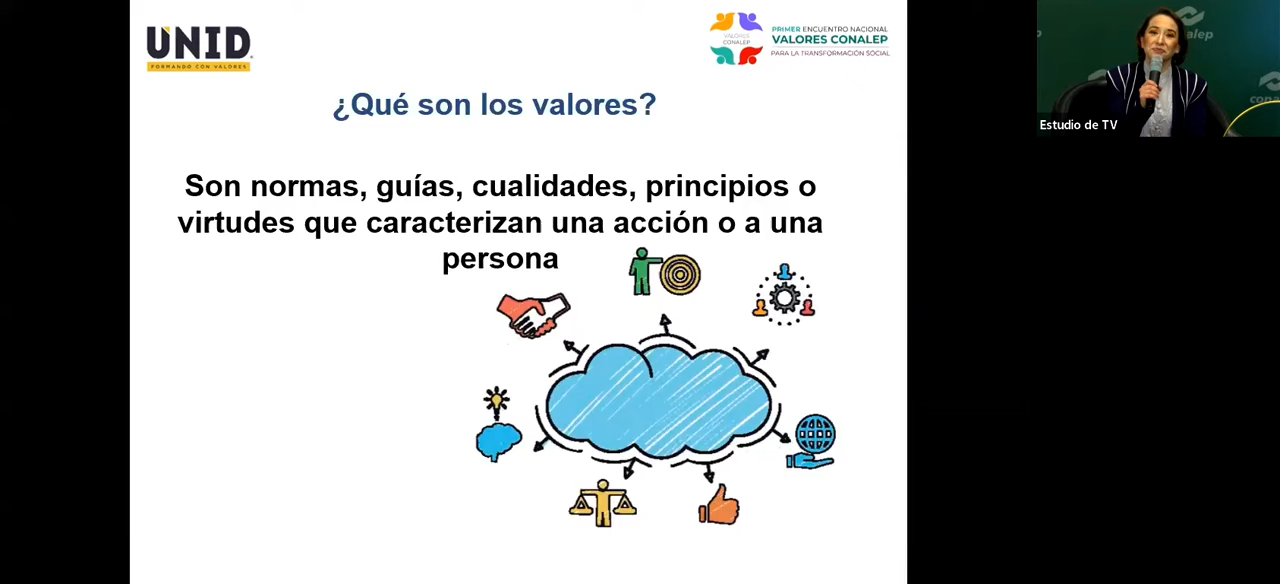 UNID
FORMANDO CON VALORES
VALORES
CONALEP
PRIMER ENCUENTRO NACIONAL
VALORES CONALEP
PARA LA TRANSFORMACIÓN SOCIAL
¿Qué son los valores?
Son normas, guías, cualidades, principios o
virtudes que caracterizan una acción o a una
persona
Estudio de TV